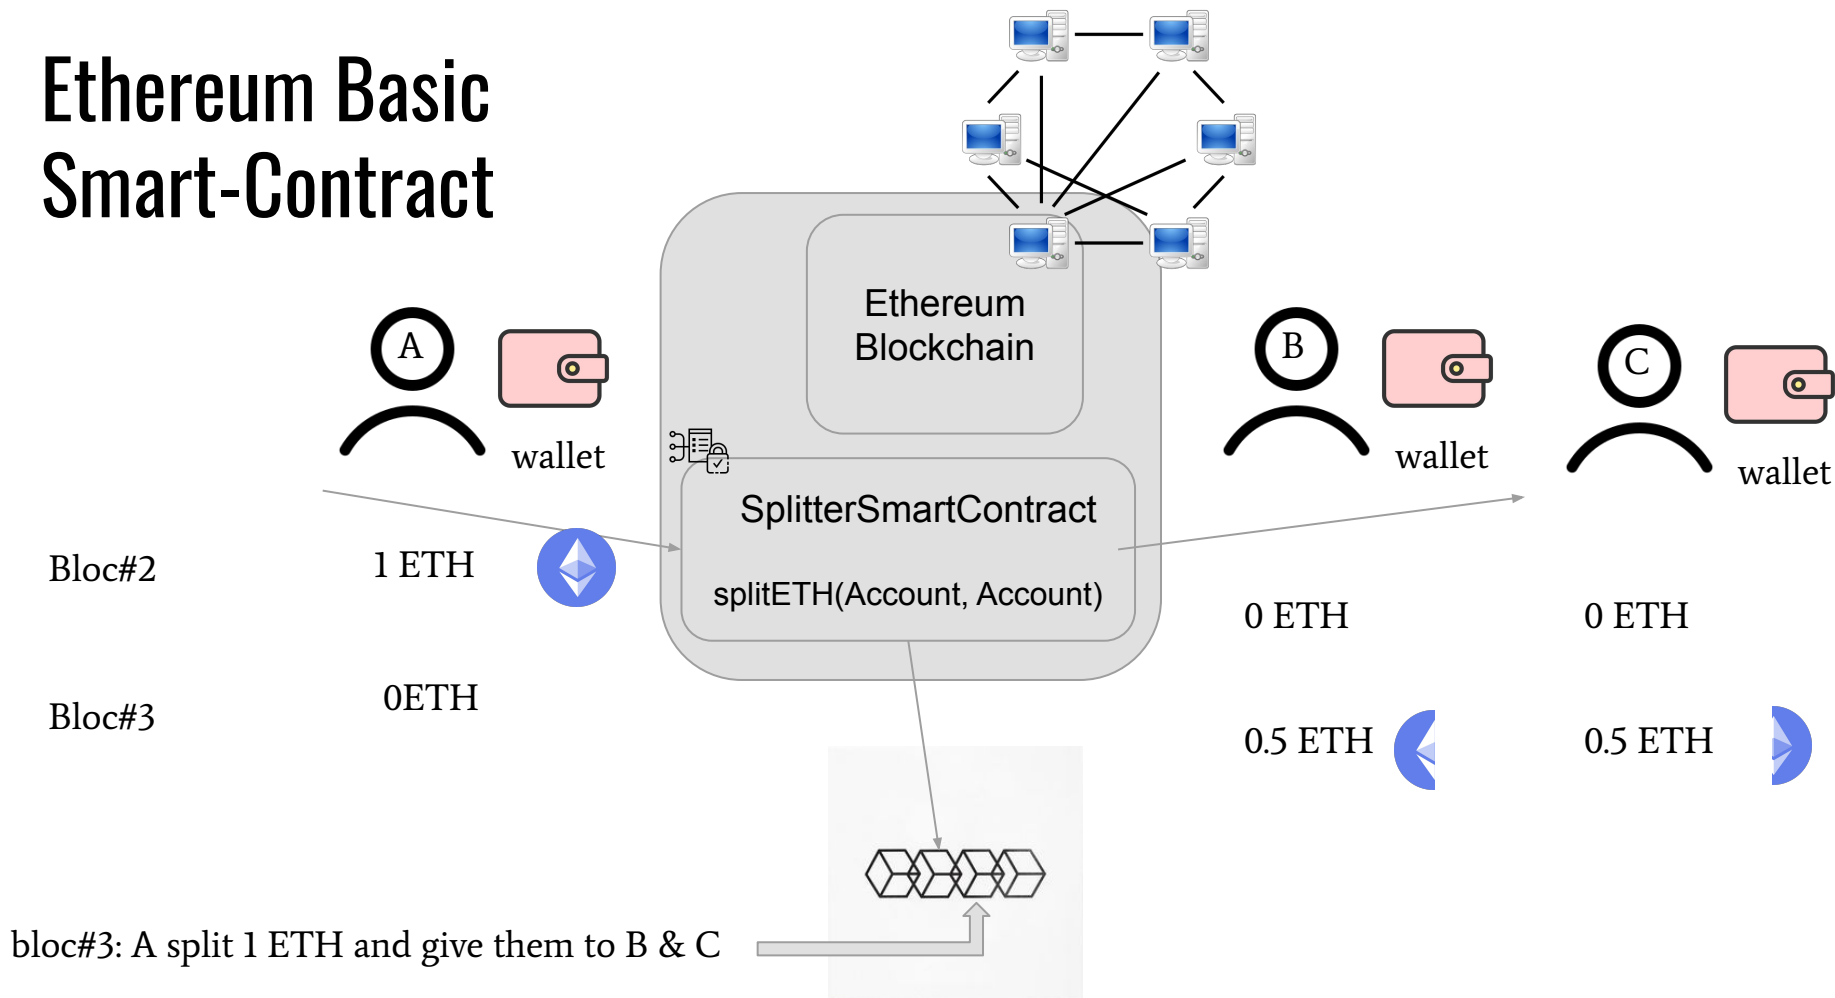 Ethereum Basic
Smart-Contract
Ethereum
Blockchain
A
wallet
B
wallet
C
wallet
SplitterSmartContract
splitETH(Account, Account)
Bloc#2
1 ETH
0 ETH
0 ETH
Bloc#3
0ETH
0.5 ETH
0.5 ETH
bloc#3: A split 1 ETH and give them to B & C